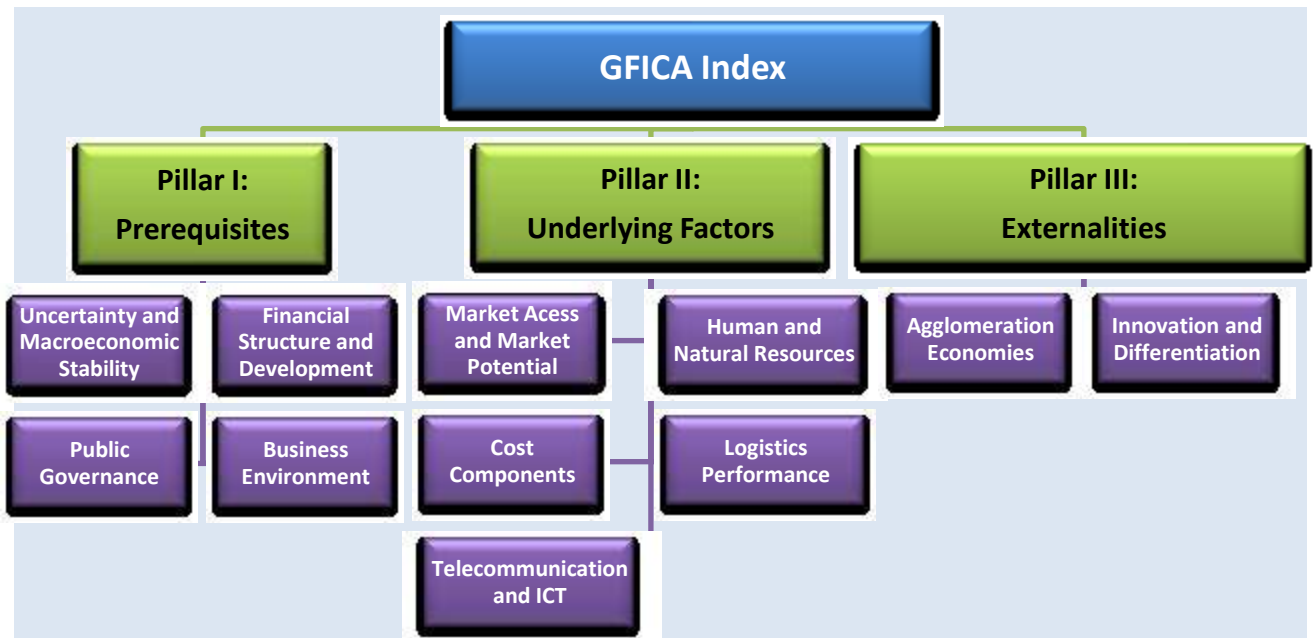 GFICA Index
Pillar I:
Prerequisites
Pillar II:
Underlying Factors
Pillar III:
Externalities
Uncertainty and
Macroeconomic
Stability
Financial
Structure and
Development
Market Acess
and Market
Potential
Human and
Natural Resources
Agglomeration
Economies
Innovation and
Differentiation
Public
Governance
Business
Environment
Cost
Components
Logistics
Performance
Telecommunication
and ICT